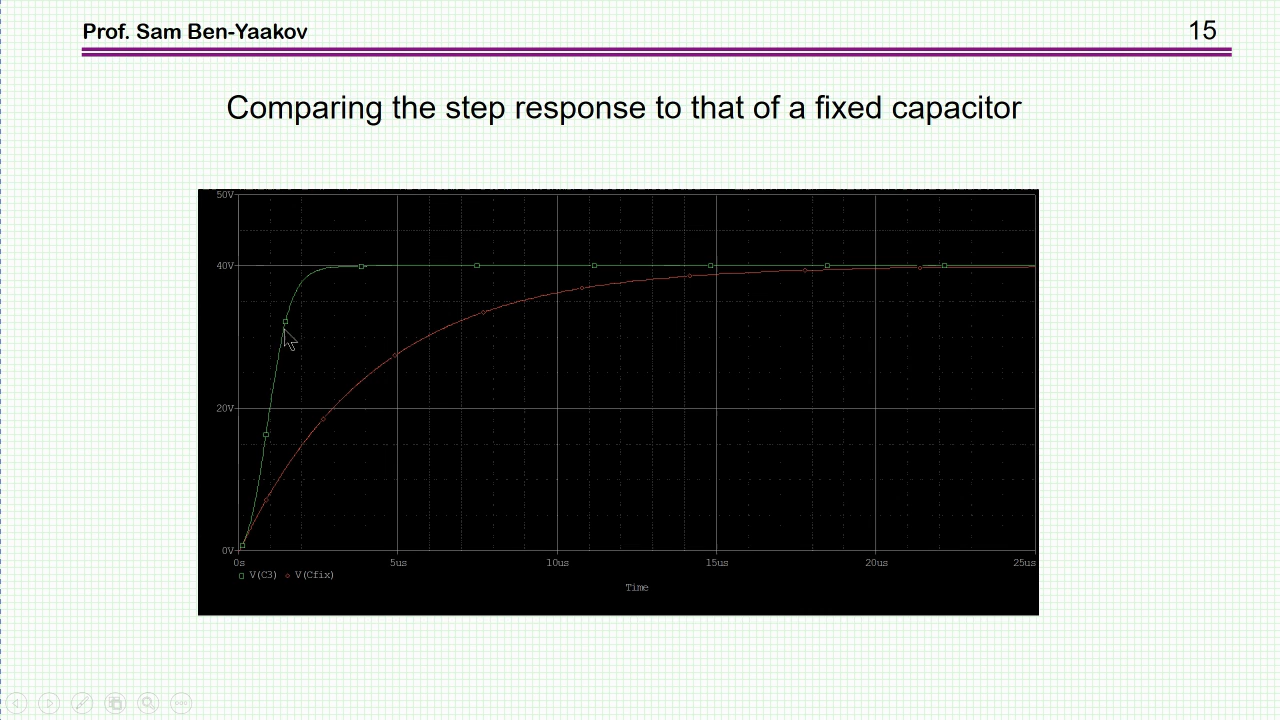 Prof. Sam Ben-Yaakov
15
Comparing the step response to that of a fixed capacitor
50V
40V
20V
0V
0s 5us 10us 15us 20us 25us
V(C3) V(Cfix)
Time